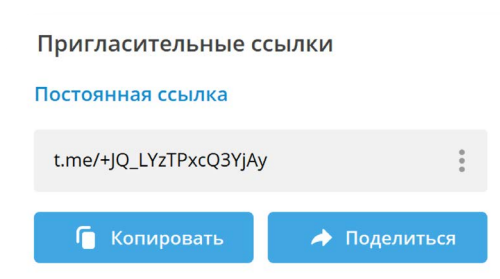 Пригласительные ссылки
Постоянная ссылка
t.me/+JQ_LYzTPxcQ3YjAy
Копировать
Поделиться